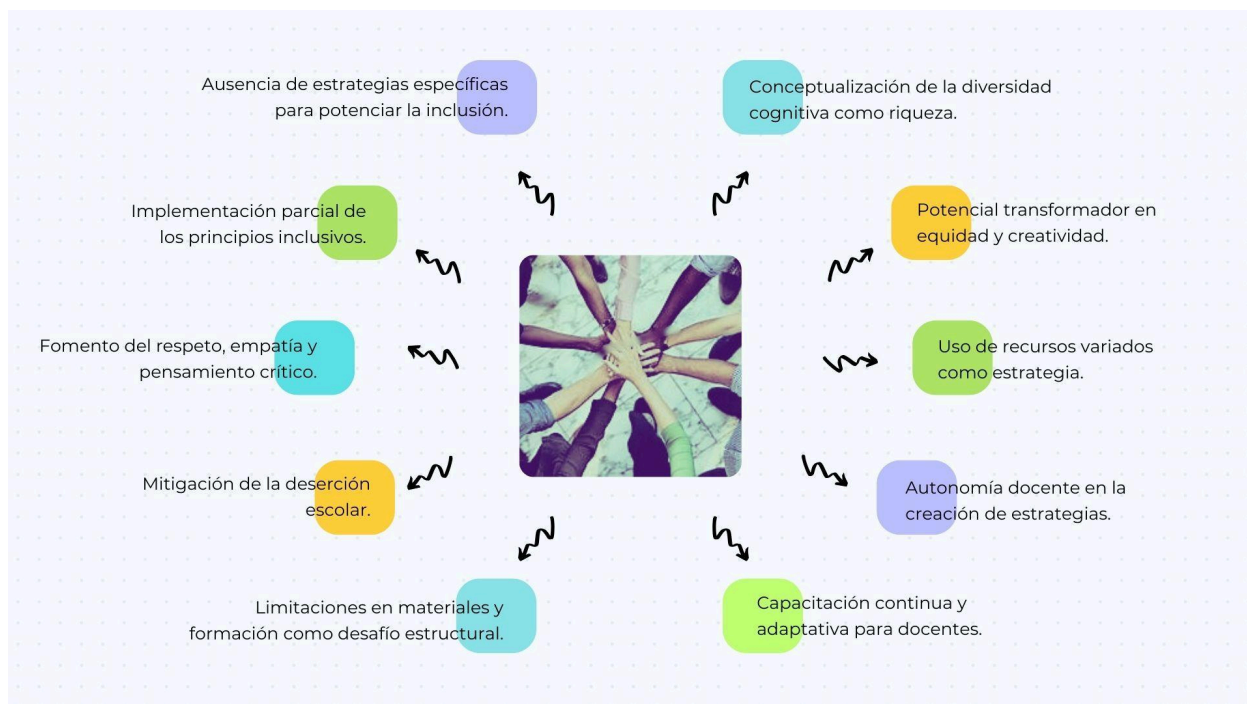 Ausencia de estrategias específicas
para potenciar la inclusión.
Conceptualización de la diversidad
cognitiva como riqueza.
Implementación parcial de
los principios inclusivos.
Potencial transformador en
equidad y creatividad.
Fomento del respeto, empatía y
pensamiento crítico.
Uso de recursos variados
como estrategia.
Mitigación de la deserción
escolar.
Autonomía docente en la
creación de estrategias.
Limitaciones en materiales y
formación como desafío estructural.
Capacitación continua y
adaptativa para docentes.